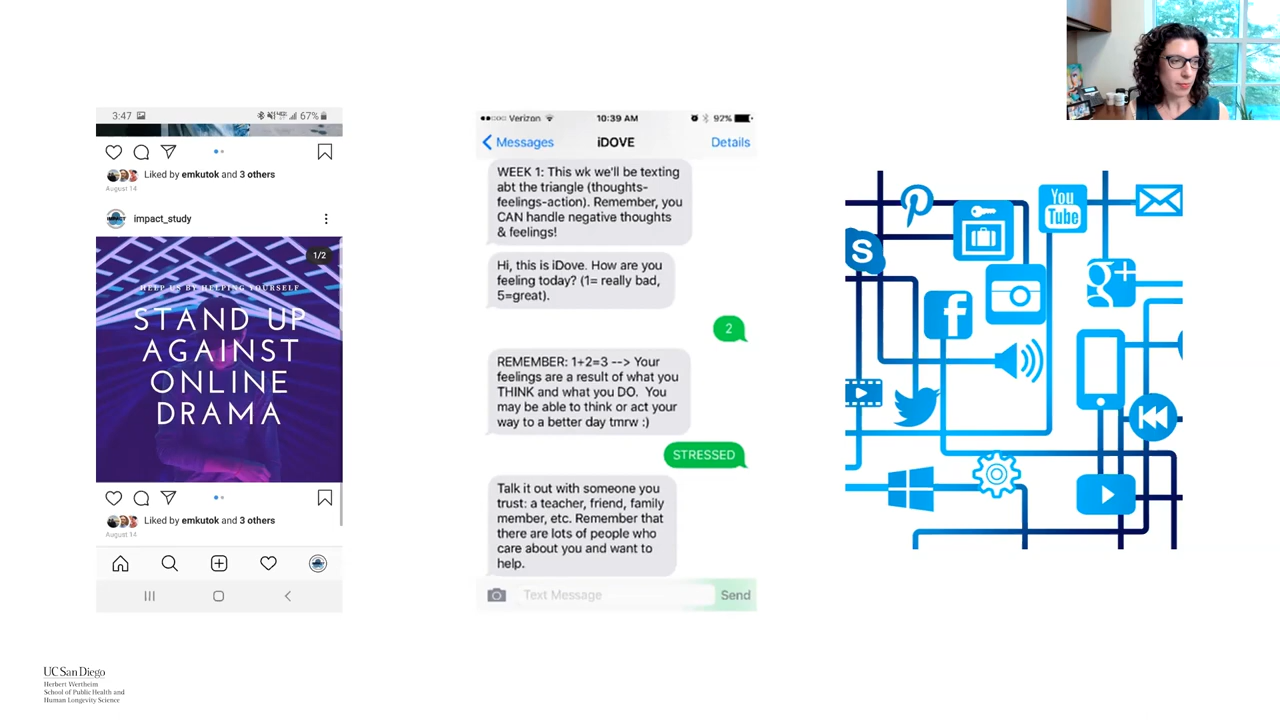 3:47
67%
Liked by emkutok and 3 others
August 14
impact_study
1/2
HELP US BY HELPING YOURSELF
STAND UP
AGAINST
ONLINE
DRAMA
Liked by emkutok and 3 others
August 14
Verizon
10:39 AM
92%
Messages
iDOVE
Details
WEEK 1: This wk we'll be texting
abt the triangle (thoughts-
feelings-action). Remember, you
CAN handle negative thoughts
& feelings!
Hi, this is iDove. How are you
feeling today? (1= really bad,
5=great).
2
REMEMBER: 1+2=3 --> Your
feelings are a result of what you
THINK and what you DO. You
may be able to think or act your
way to a better day tmrw :)
STRESSED
Talk it out with someone you
trust: a teacher, friend, family
member, etc. Remember that
there are lots of people who
care about you and want to
help.
Text Message
Send
You
Tube
UC San Diego
Herbert Wertheim
School of Public Health and
Human Longevity Science